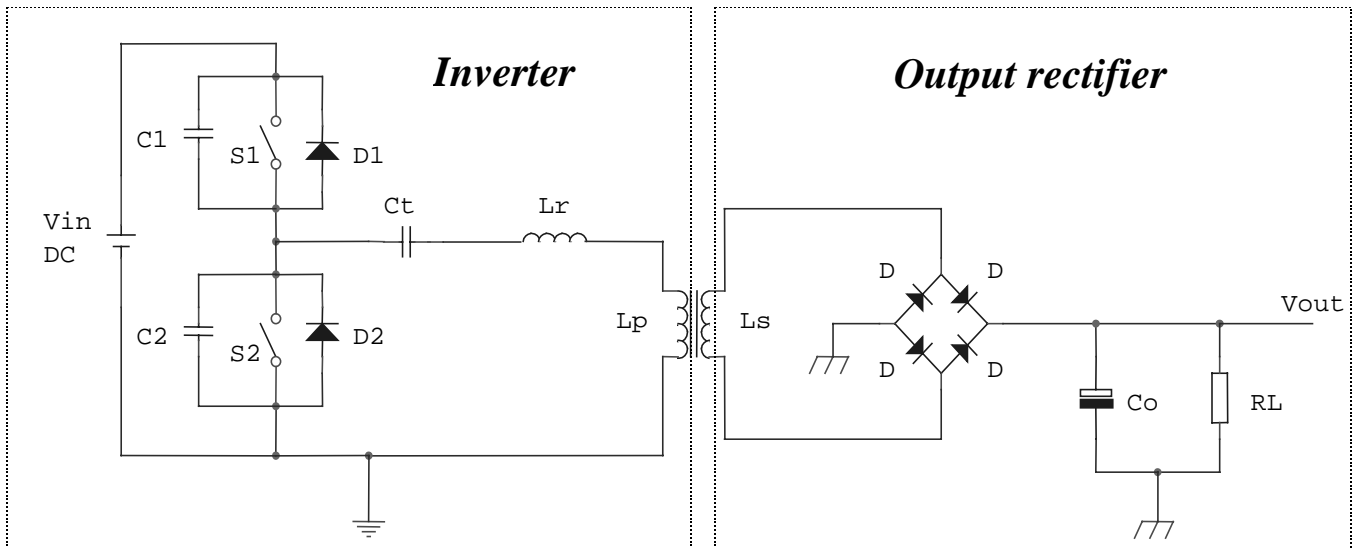 Inverter
Output rectifier
C1
S1
D1
Ct
Lr
Vin
DC
D
D
Vout
Lp
Ls
C2
S2
D2
D
D
Co
RL